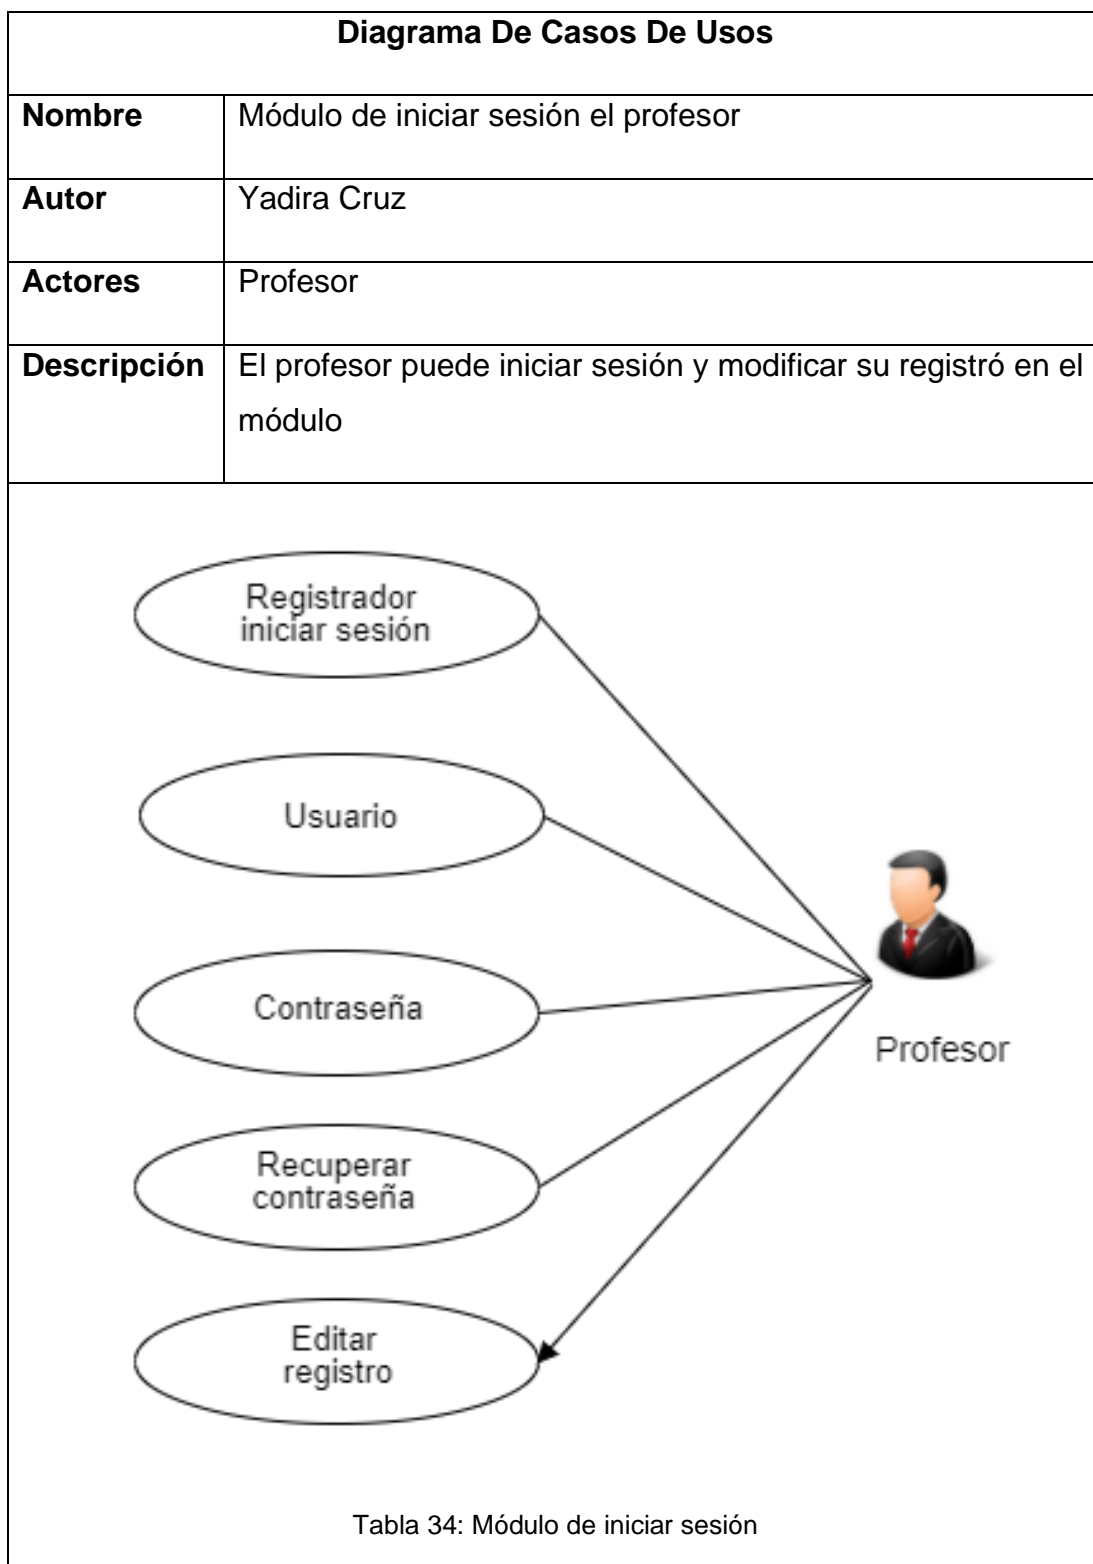 Diagrama De Casos De Usos
Nombre
Módulo de iniciar sesión el profesor
Autor
Yadira Cruz
Actores
Profesor
Descripción
El profesor puede iniciar sesión y modificar su registró en el
módulo
Registrador
iniciar sesión
Usuario
Contraseña
Profesor
Recuperar
contraseña
Editar
registro
Tabla 34: Módulo de iniciar sesión